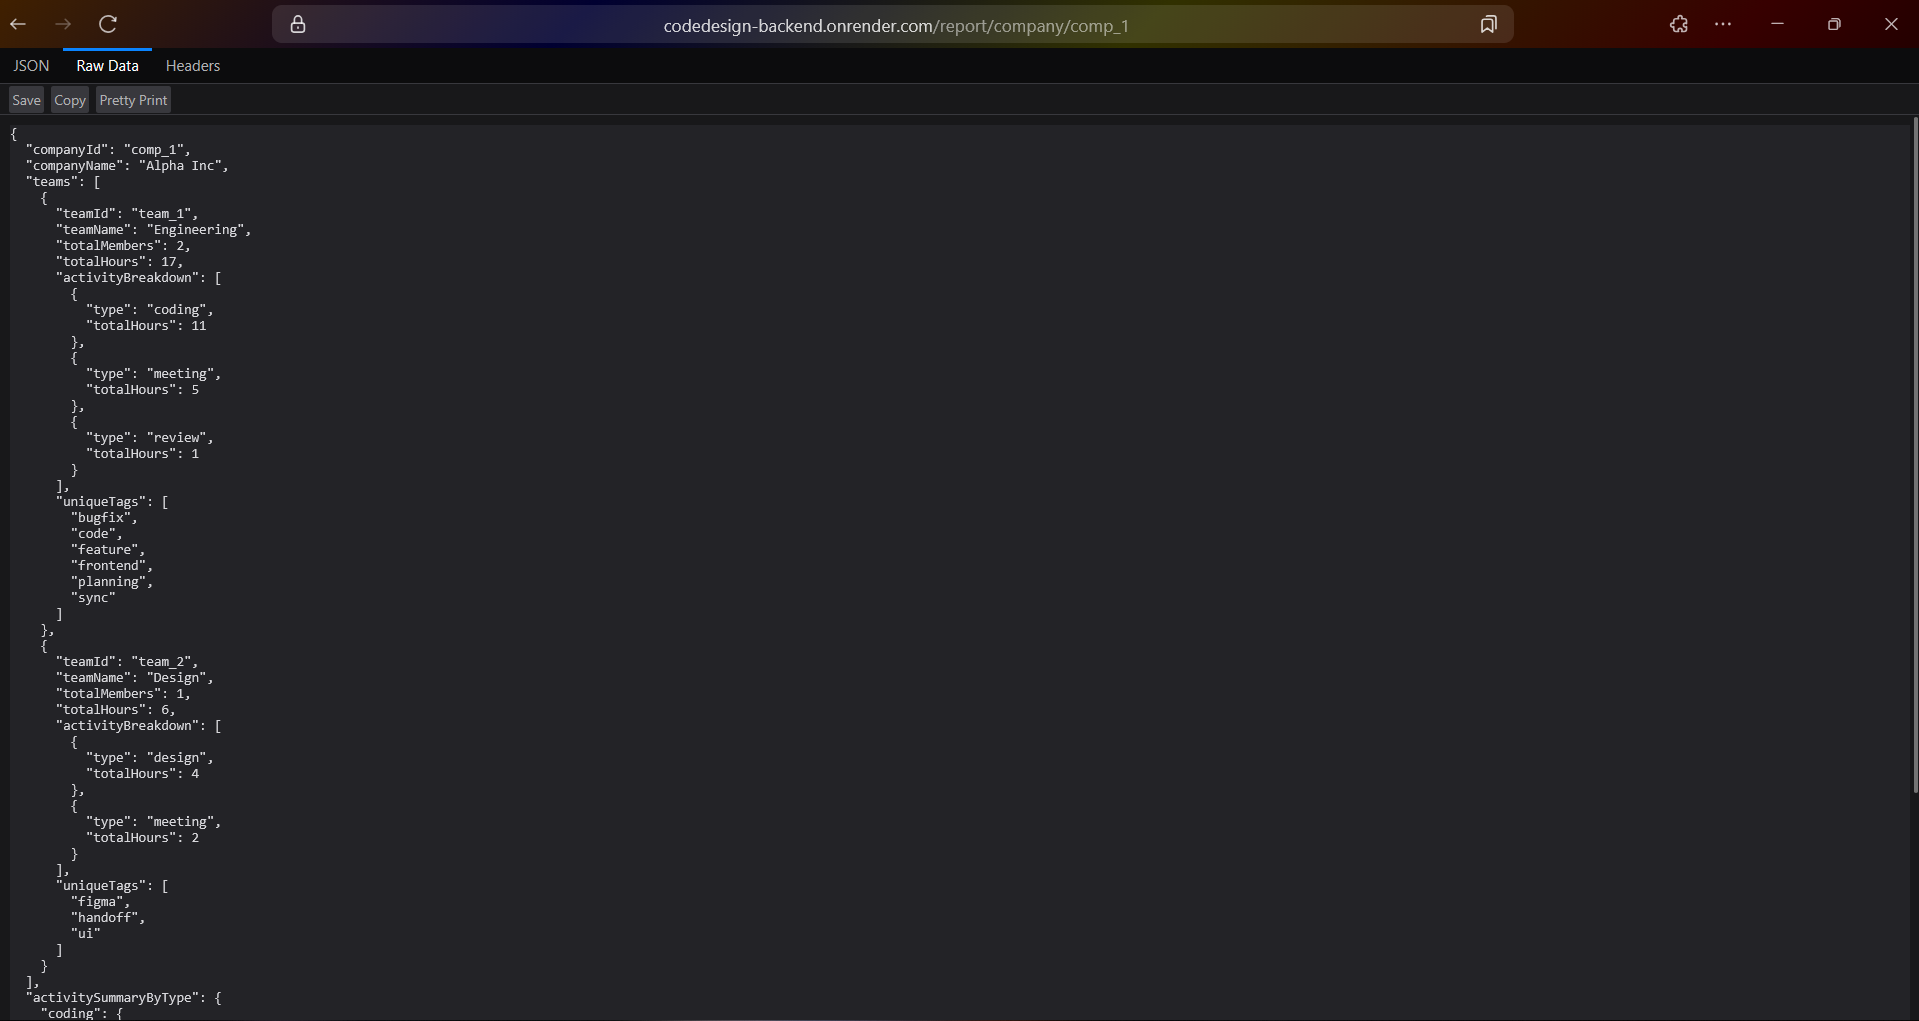 codedesign-backend.onrender.com/report/company/comp_1
JSON Raw Data Headers
Save Copy Pretty Print
{
  "companyId": "comp_1",
  "companyName": "Alpha Inc",
  "teams": [
    {
      "teamId": "team_1",
      "teamName": "Engineering",
      "totalMembers": 2,
      "totalHours": 17,
      "activityBreakdown": [
        {
          "type": "coding",
          "totalHours": 11
        },
        {
          "type": "meeting",
          "totalHours": 5
        },
        {
          "type": "review",
          "totalHours": 1
        }
      ],
      "uniqueTags": [
        "bugfix",
        "code",
        "feature",
        "frontend",
        "planning",
        "sync"
      ]
    },
    {
      "teamId": "team_2",
      "teamName": "Design",
      "totalMembers": 1,
      "totalHours": 6,
      "activityBreakdown": [
        {
          "type": "design",
          "totalHours": 4
        },
        {
          "type": "meeting",
          "totalHours": 2
        }
      ],
      "uniqueTags": [
        "figma",
        "handoff",
        "ui"
      ]
    }
  ],
  "activitySummaryByType": {
    "coding": {